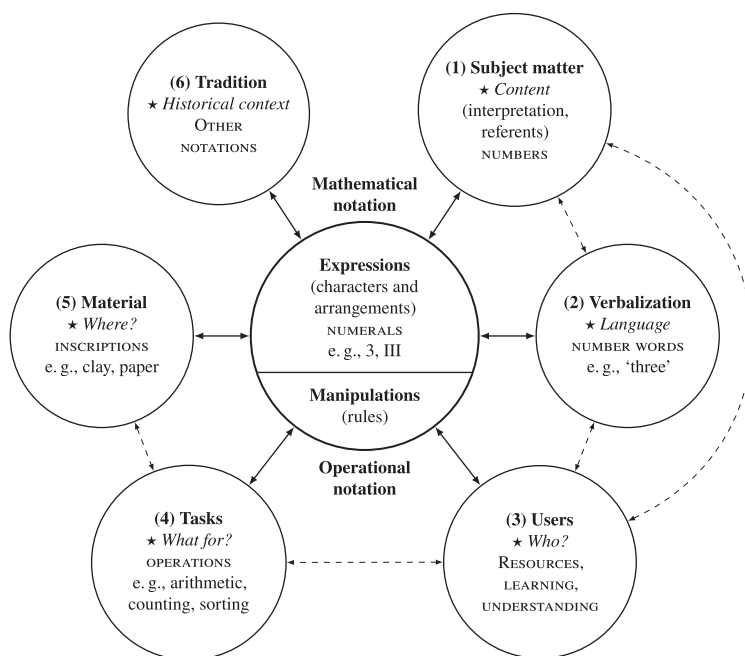 (6) Tradition
★ Historical context
OTHER
NOTATIONS
(1) Subject matter
★ Content
(interpretation,
referents)
NUMBERS
Mathematical
notation
Expressions
(characters and
arrangements)
NUMERALS
e. g., 3, III
Manipulations
(rules)
Operational
notation
(5) Material
★ Where?
INSCRIPTIONS
e. g., clay, paper
(2) Verbalization
★ Language
NUMBER WORDS
e. g., ‘three’
(4) Tasks
★ What for?
OPERATIONS
e. g., arithmetic,
counting, sorting
(3) Users
★ Who?
RESOURCES,
LEARNING,
UNDERSTANDING